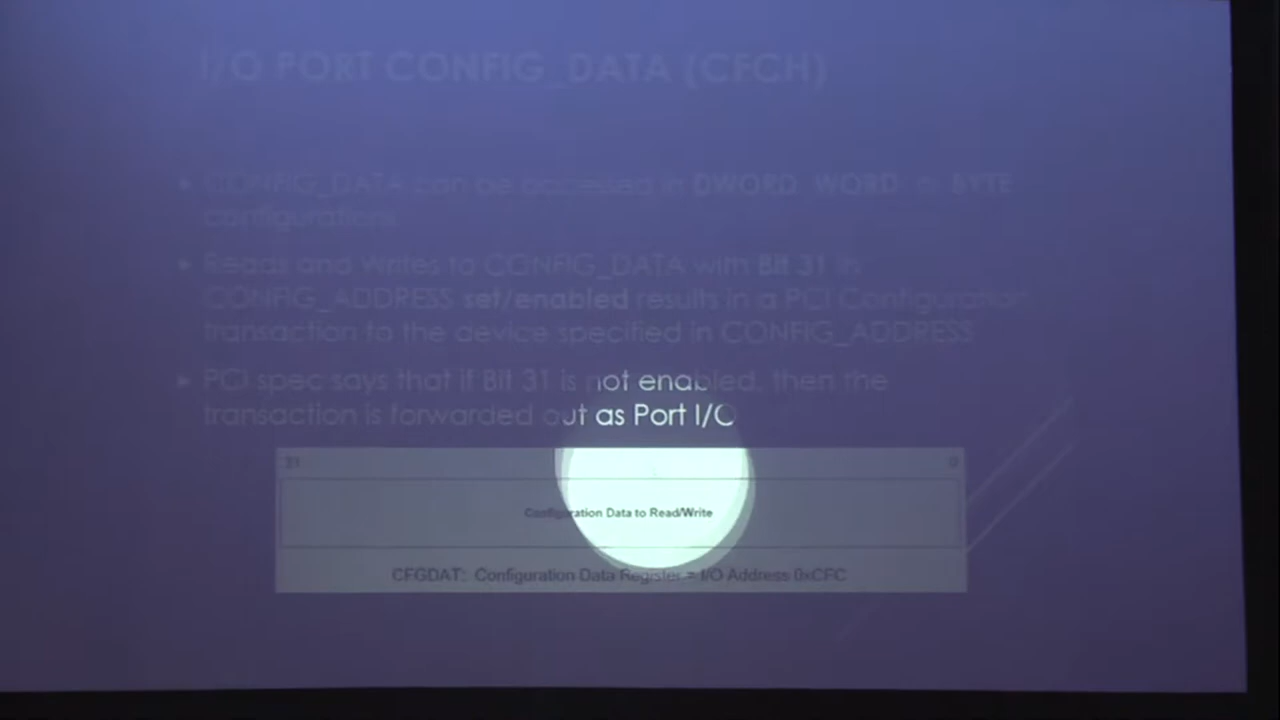 I/O PORT CONFIG_DATA (CFCH)
CONFIG_DATA can be accessed in DWORD WORD or BYTE
configurations
Reads and Writes to CONFIG_DATA with Bit 31 in
CONFIG_ADDRESS set/enabled results in a PCI Configuration
transaction to the device specified in CONFIG_ADDRESS
PCI spec says that if Bit 31 is not enabled, then the
transaction is forwarded out as Port I/O
31 0
Configuration Data to Read/Write
CFGDAT: Configuration Data Register = I/O Address 0xCFC